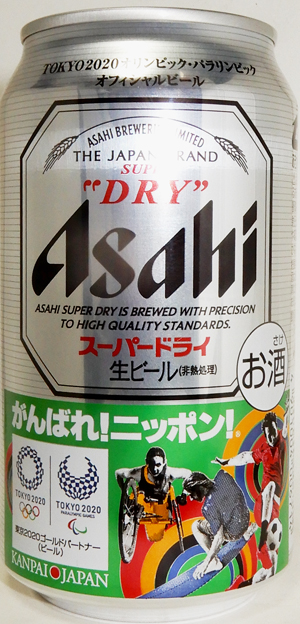 TOKYO2020オリンピック・パラリンピック
オフィシャルビール
ASAHI BREWERIES LIMITED
THE JAPAN BRAND
SUPER
"DRY"
Asahi
ASAHI SUPER DRY IS BREWED WITH PRECISION
TO HIGH QUALITY STANDARDS.
スーパードライ
生ビール(非熱処理)
さけ
お酒
がんばれ!ニッポン!®
TOKYO 2020
TOKYO 2020
PARALYMPIC GAMES
東京2020ゴールドパートナー
(ビール)
KANPAI JAPAN